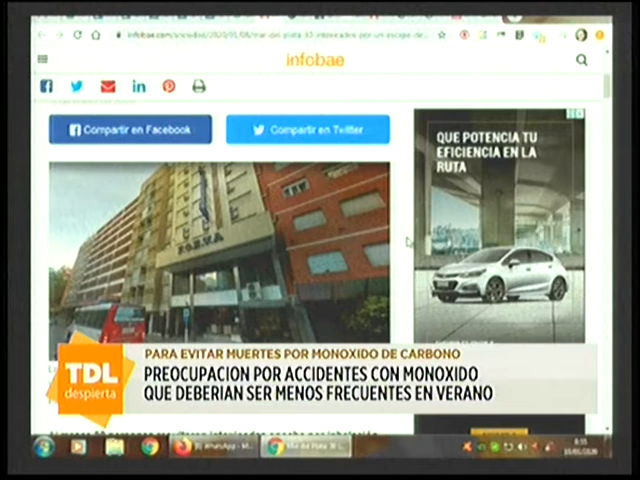 infobae
Compartir en Facebook
Compartir en Twitter
QUE POTENCIA TU
EFICIENCIA EN LA
RUTA
TDL
despierta
PARA EVITAR MUERTES POR MONOXIDO DE CARBONO
PREOCUPACION POR ACCIDENTES CON MONOXIDO
QUE DEBERIAN SER MENOS FRECUENTES EN VERANO